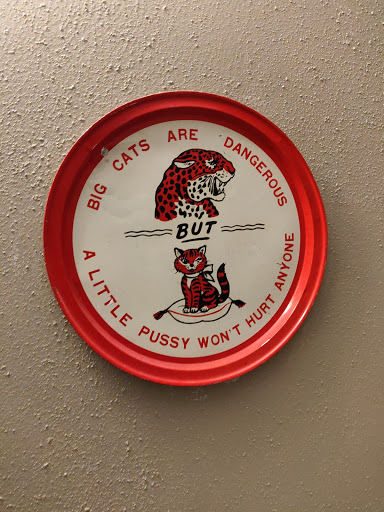 BIG CATS ARE DANGEROUS
BUT
A LITTLE PUSSY WON'T HURT ANYONE